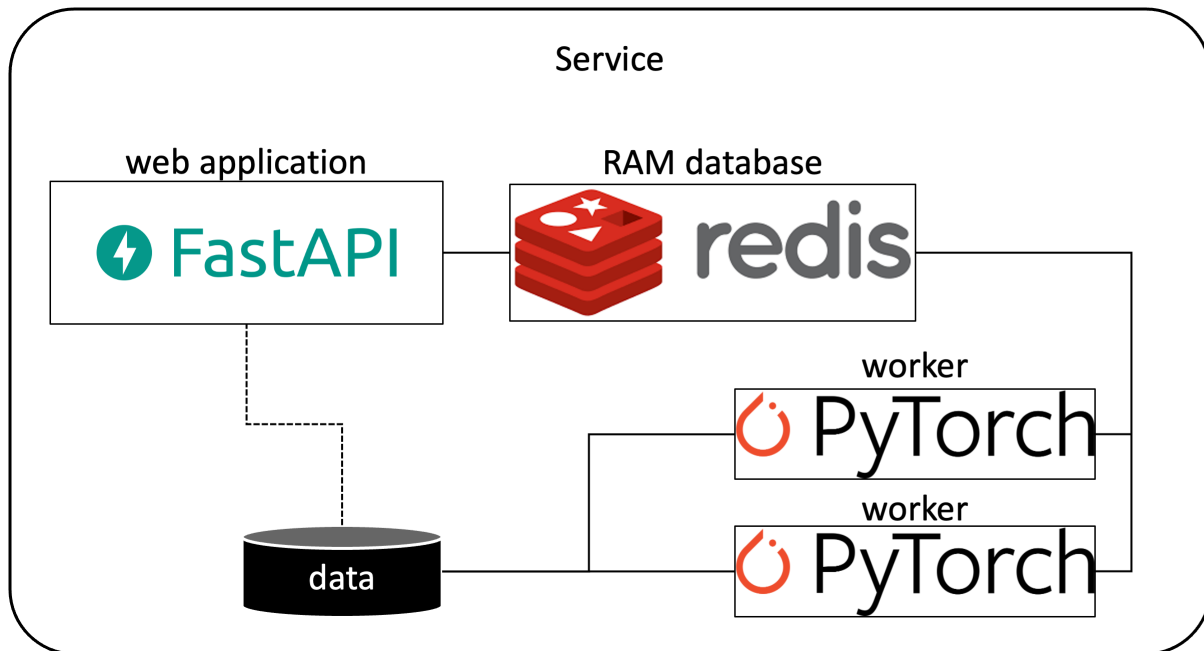 Service
web application
RAM database
FastAPI
redis
worker
PyTorch
worker
PyTorch
data